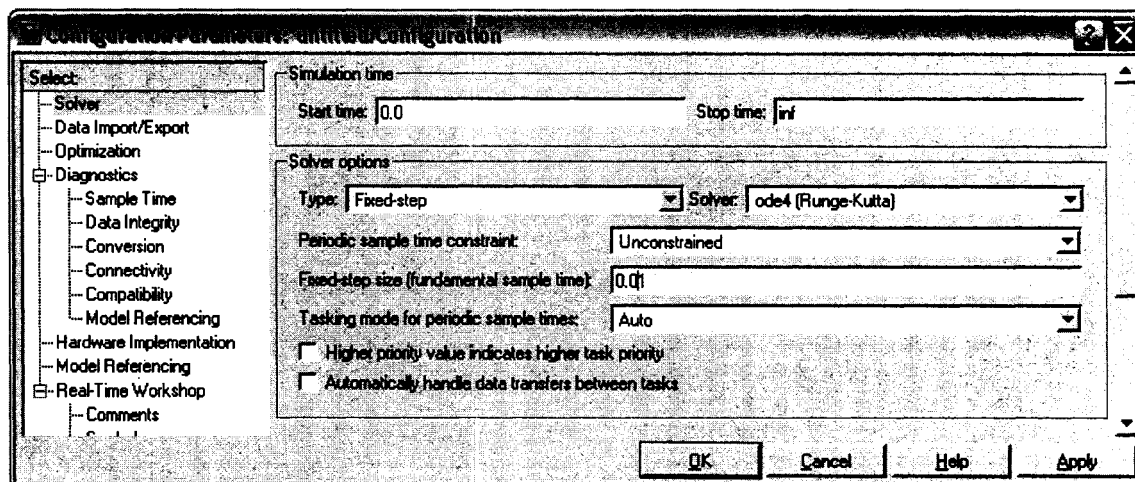 Configuration Parameters: untitled/Configuration
Select:
Solver
Data Import/Export
Optimization
Diagnostics
Sample Time
Data Integrity
Conversion
Connectivity
Compatibility
Model Referencing
Hardware Implementation
Model Referencing
Real-Time Workshop
Comments
Simulation time
Start time: 0.0 Stop time: inf
Solver options
Type: Fixed-step Solver: ode4 (Runge-Kutta)
Periodic sample time constraint: Unconstrained
Fixed-step size (fundamental sample time): 0.01
Tasking mode for periodic sample times: Auto
Higher priority value indicates higher task priority
Automatically handle data transfers between tasks
OK Cancel Help Apply